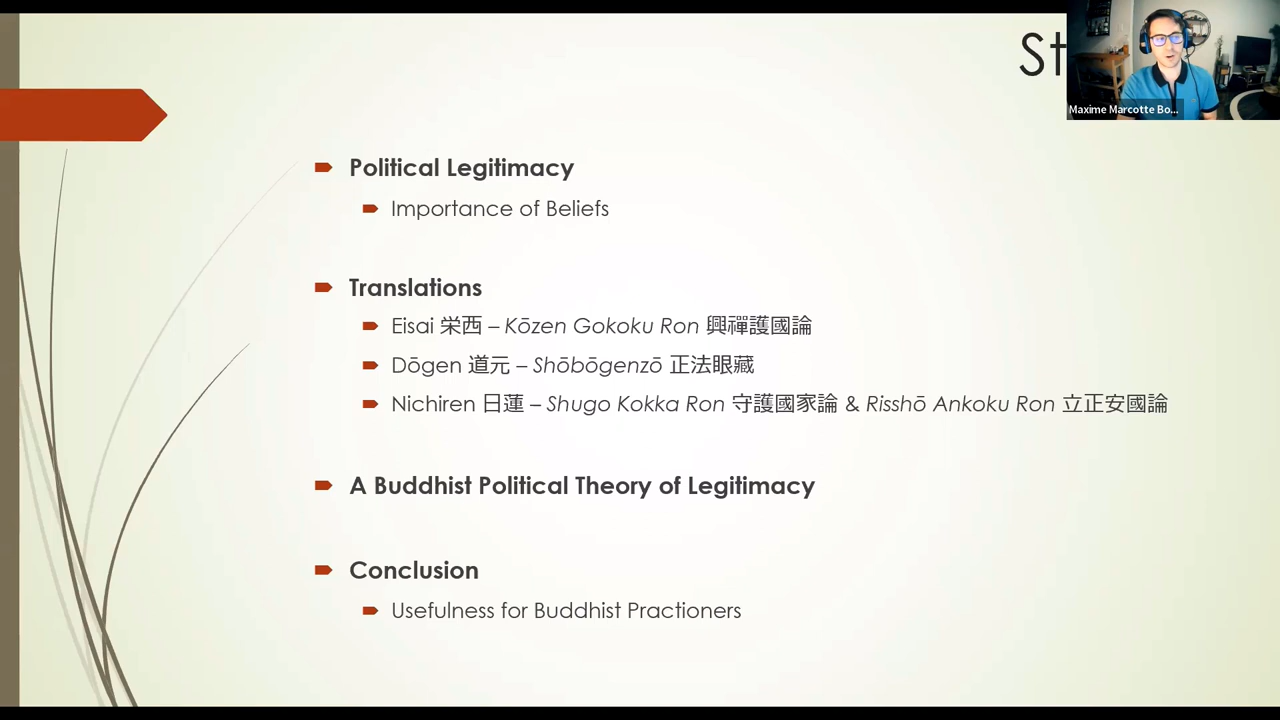 St
Maxime Marcotte Bo...
Political Legitimacy
Importance of Beliefs
Translations
Eisai 栄西 – Kōzen Gokoku Ron 興禪護國論
Dōgen 道元 – Shōbōgenzō 正法眼藏
Nichiren 日蓮 – Shugo Kokka Ron 守護國家論 & Risshō Ankoku Ron 立正安國論
A Buddhist Political Theory of Legitimacy
Conclusion
Usefulness for Buddhist Practioners